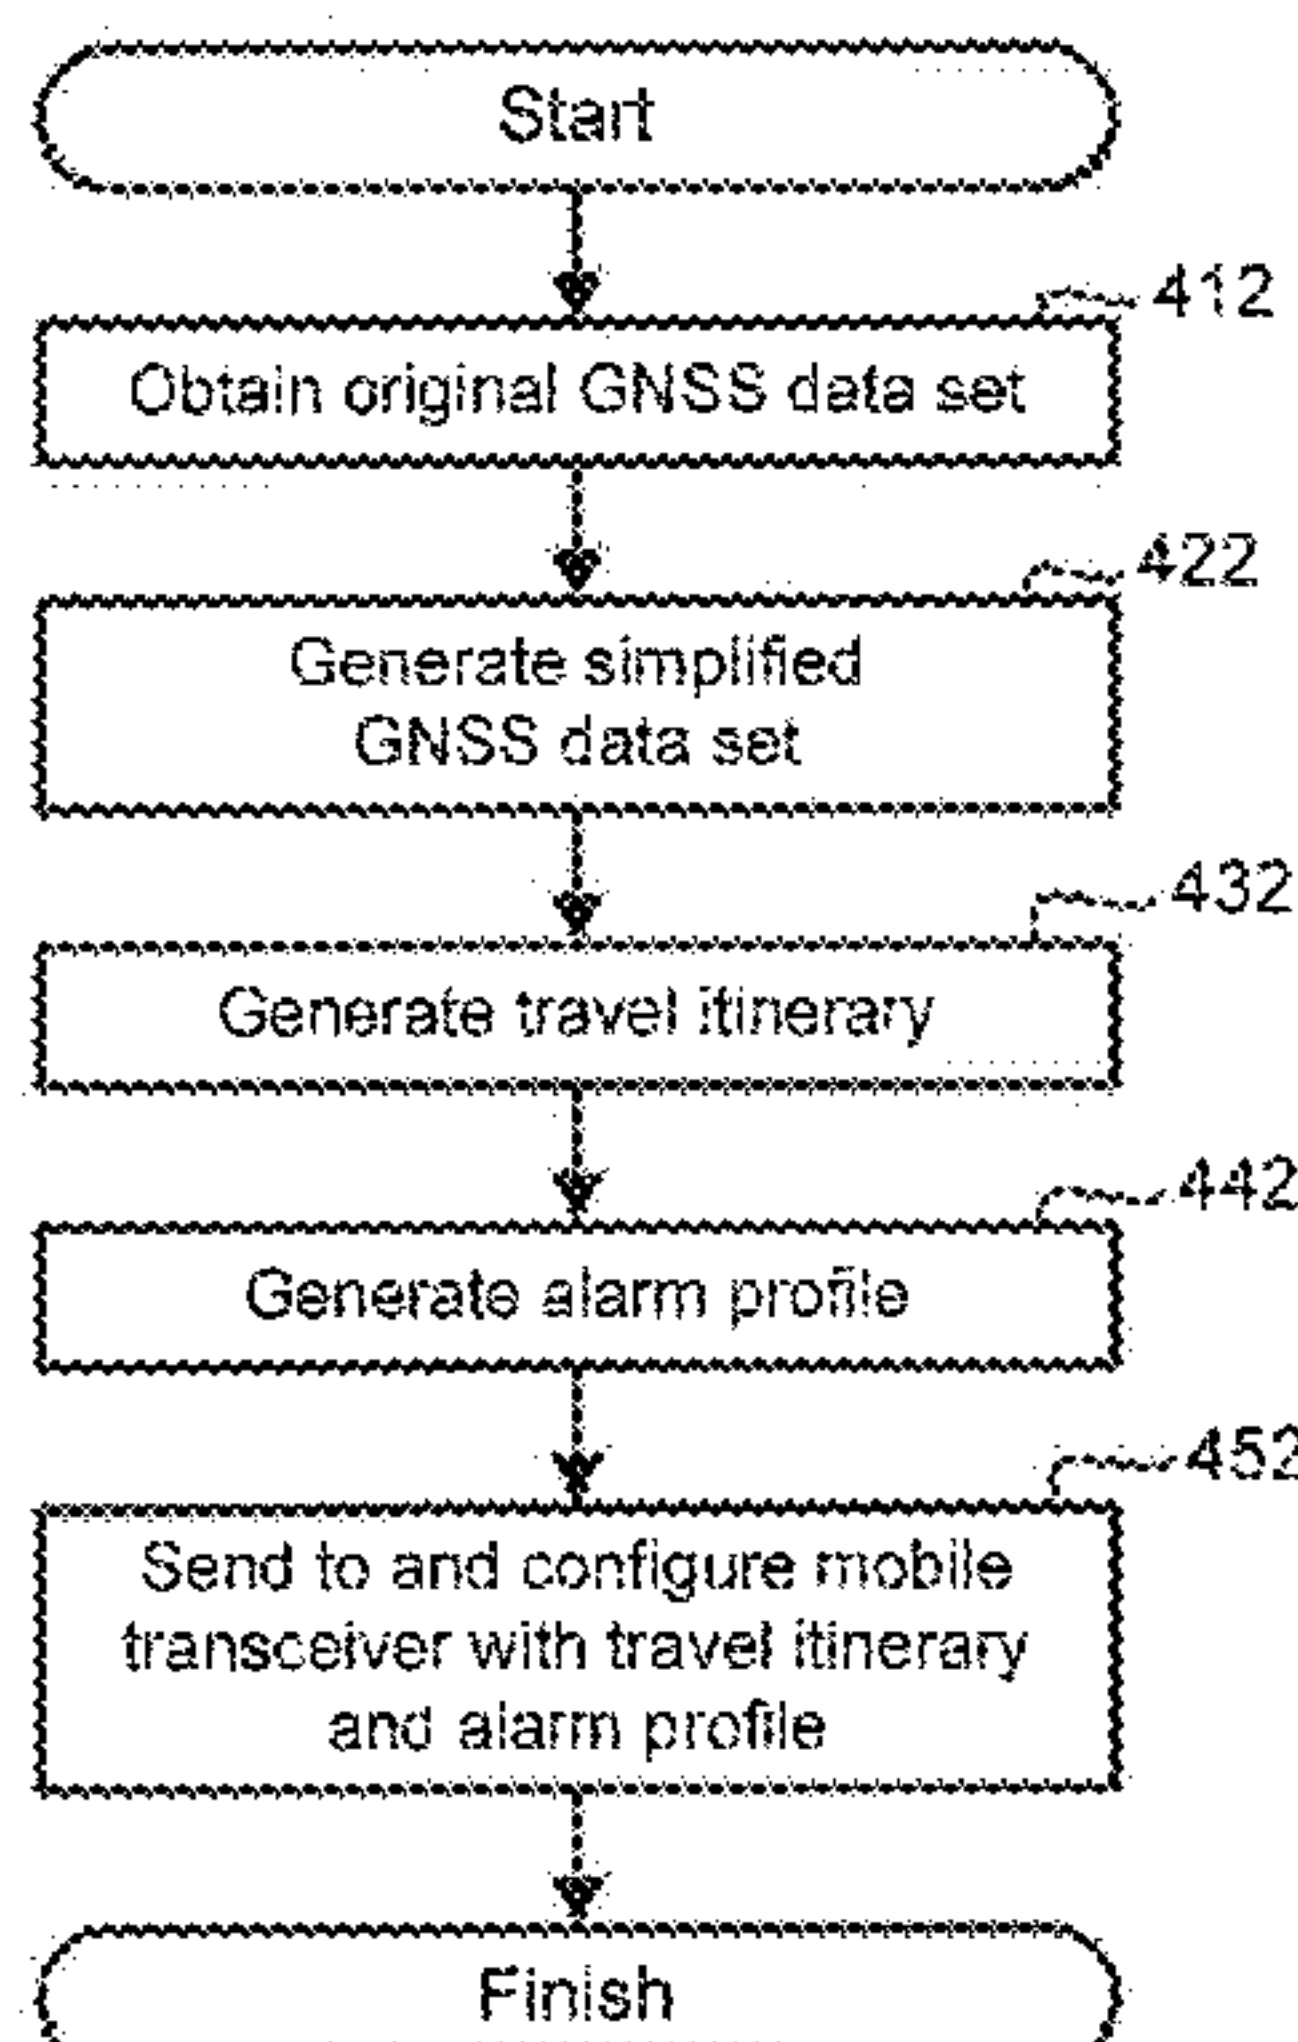 Start
412
Obtain original GNSS data set
422
Generate simplified
GNSS data set
432
Generate travel itinerary
442
Generate alarm profile
452
Send to and configure mobile
transceiver with travel itinerary
and alarm profile
Finish